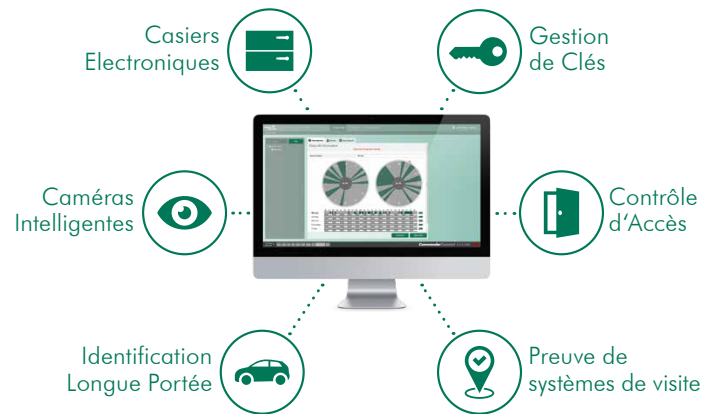 Casiers
Electroniques
Gestion
de Clés
Caméras
Intelligentes
Contrôle
d'Accès
Identification
Longue Portée
Preuve de
systèmes de visite